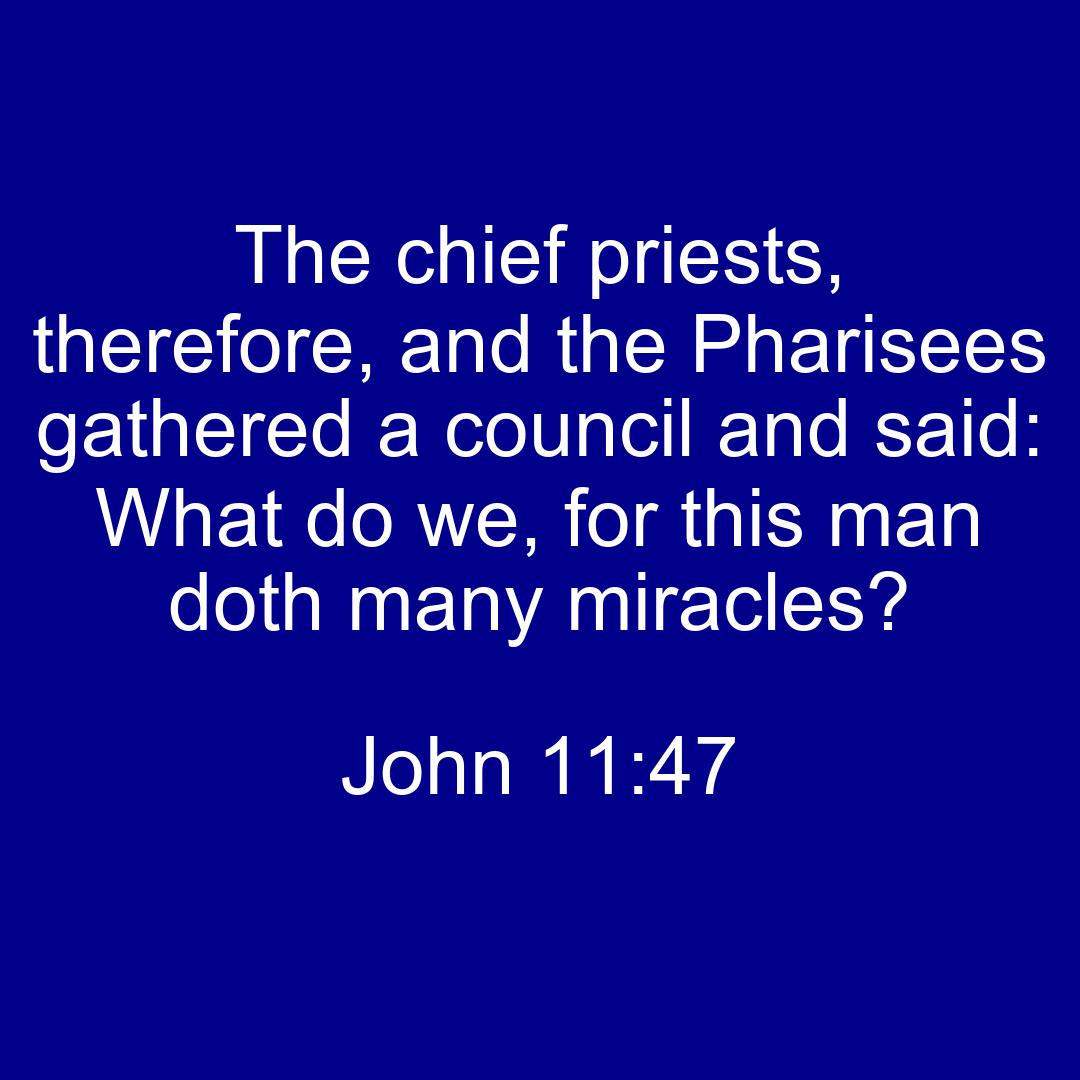 The chief priests,
therefore, and the Pharisees
gathered a council and said:
What do we, for this man
doth many miracles?
John 11:47